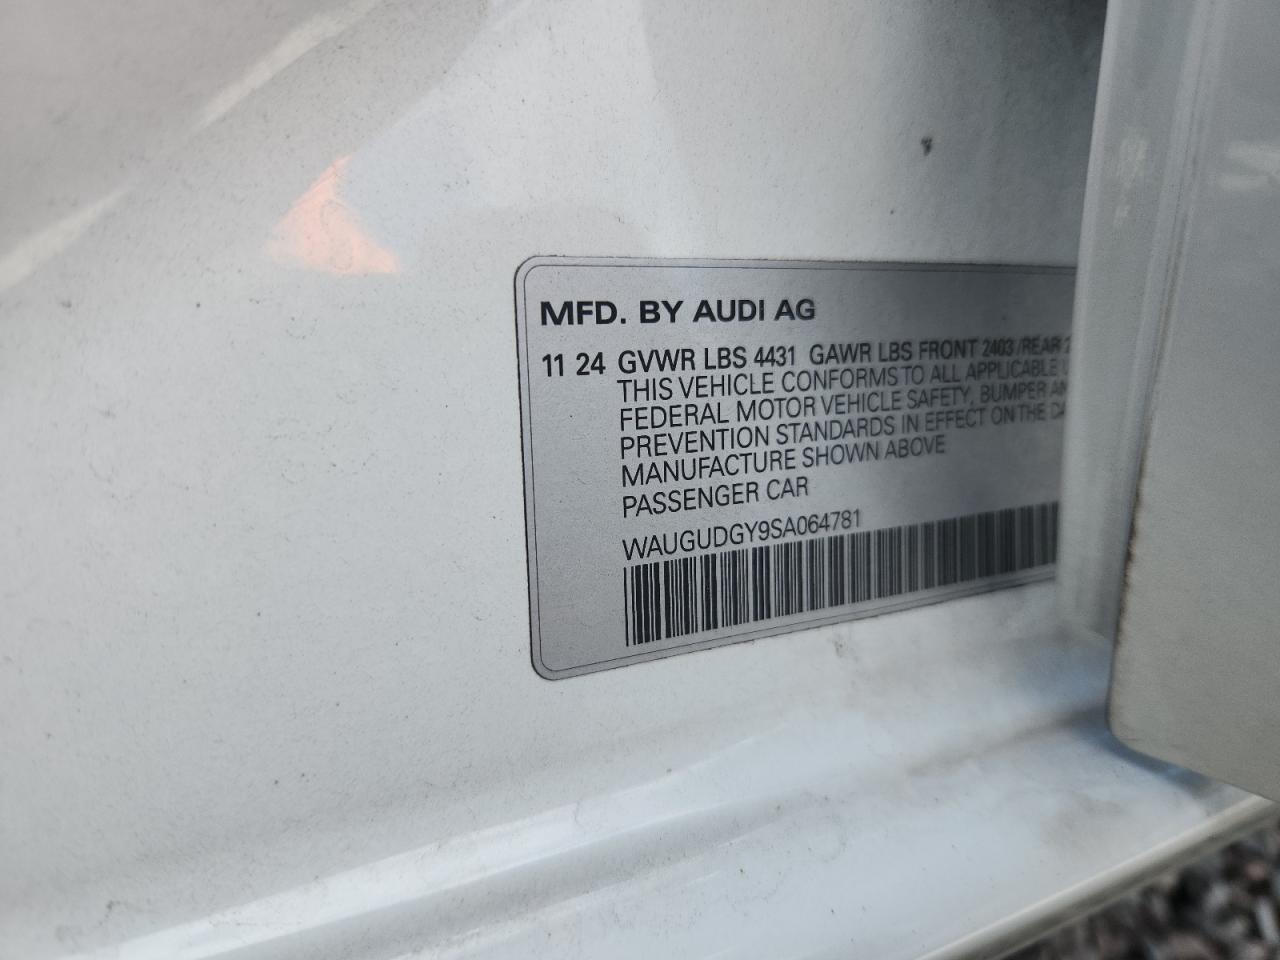 MFD. BY AUDI AG
11 24 GVWR LBS 4431 GAWR LBS FRONT 2403 /REAR
THIS VEHICLE CONFORMS TO ALL APPLICABLE
FEDERAL MOTOR VEHICLE SAFETY, BUMPER
PREVENTION STANDARDS IN EFFECT ON THE
MANUFACTURE SHOWN ABOVE
PASSENGER CAR
WAUGUDGY9SA064781